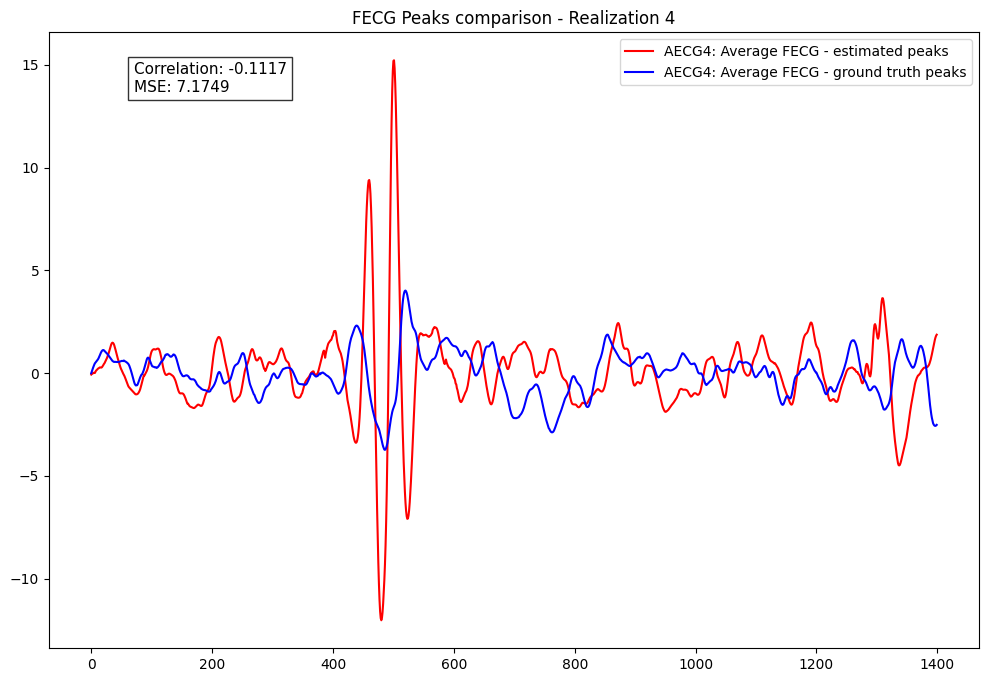 FECG Peaks comparison - Realization 4
Correlation: -0.1117
MSE: 7.1749
AECG4: Average FECG - estimated peaks
AECG4: Average FECG - ground truth peaks
15
10
5
0
−5
−10
0 200 400 600 800 1000 1200 1400